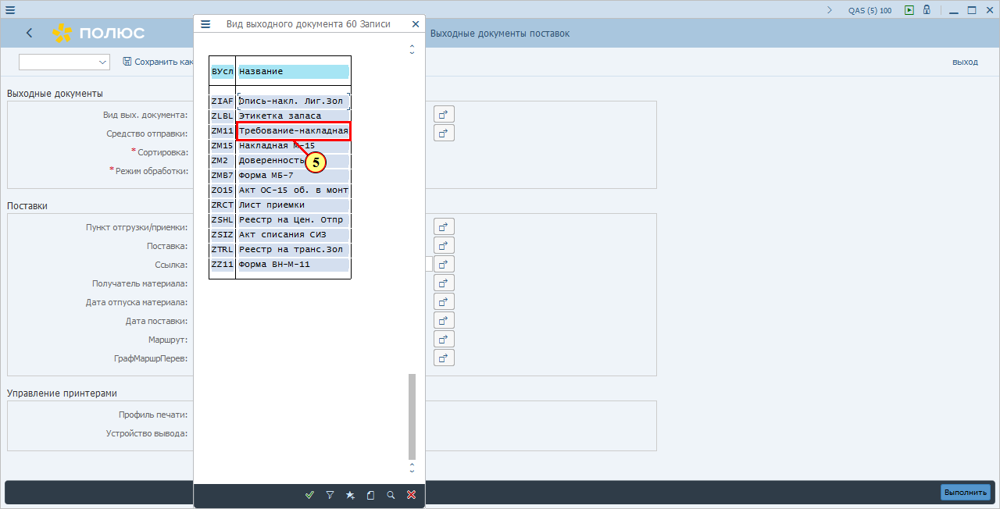 QAS (5) 100
ПОЛЮС
Вид выходного документа 60 Записи
Выходные документы поставок
Сохранить как
выход
ВУсл Название
ZIAF Опись-накл. Лиг.Зол
ZLBL Этикетка запаса
ZM11 Требование-накладная
ZM15 Накладная М-15
ZM2 Доверенность
5
ZMB7 Форма МБ-7
ZO15 Акт ОС-15 об. в монт
ZRCT Лист приемки
ZSHL Реестр на Цен. Отпр
ZSIZ Акт списания СИЗ
ZTRL Реестр на транс.Зол
ZZ11 Форма ВН-М-11
Выходные документы
Вид вых. документа:
Средство отправки:
* Сортировка:
* Режим обработки:
Поставки
Пункт отгрузки/приемки:
Поставка:
Ссылка:
Получатель материала:
Дата отпуска материала:
Дата поставки:
Маршрут:
ГрафМаршрПерев:
Управление принтерами
Профиль печати:
Устройство вывода:
Выполнить